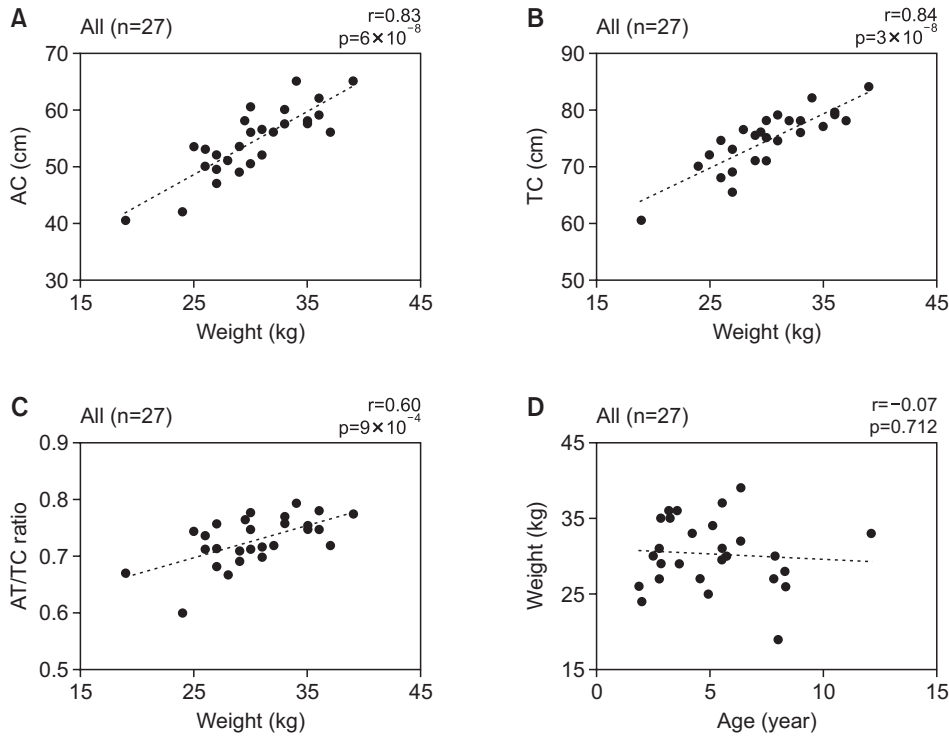 A
All (n=27)
r=0.83
p=6×10⁻⁸
70
60
50
40
30
AC (cm)
15
25
35
45
Weight (kg)
B
All (n=27)
r=0.84
p=3×10⁻⁸
90
80
70
60
50
TC (cm)
15
25
35
45
Weight (kg)
C
All (n=27)
r=0.60
p=9×10⁻⁴
0.9
0.8
0.7
0.6
0.5
AT/TC ratio
15
25
35
45
Weight (kg)
D
All (n=27)
r=−0.07
p=0.712
45
35
25
15
Weight (kg)
0
5
10
15
Age (year)